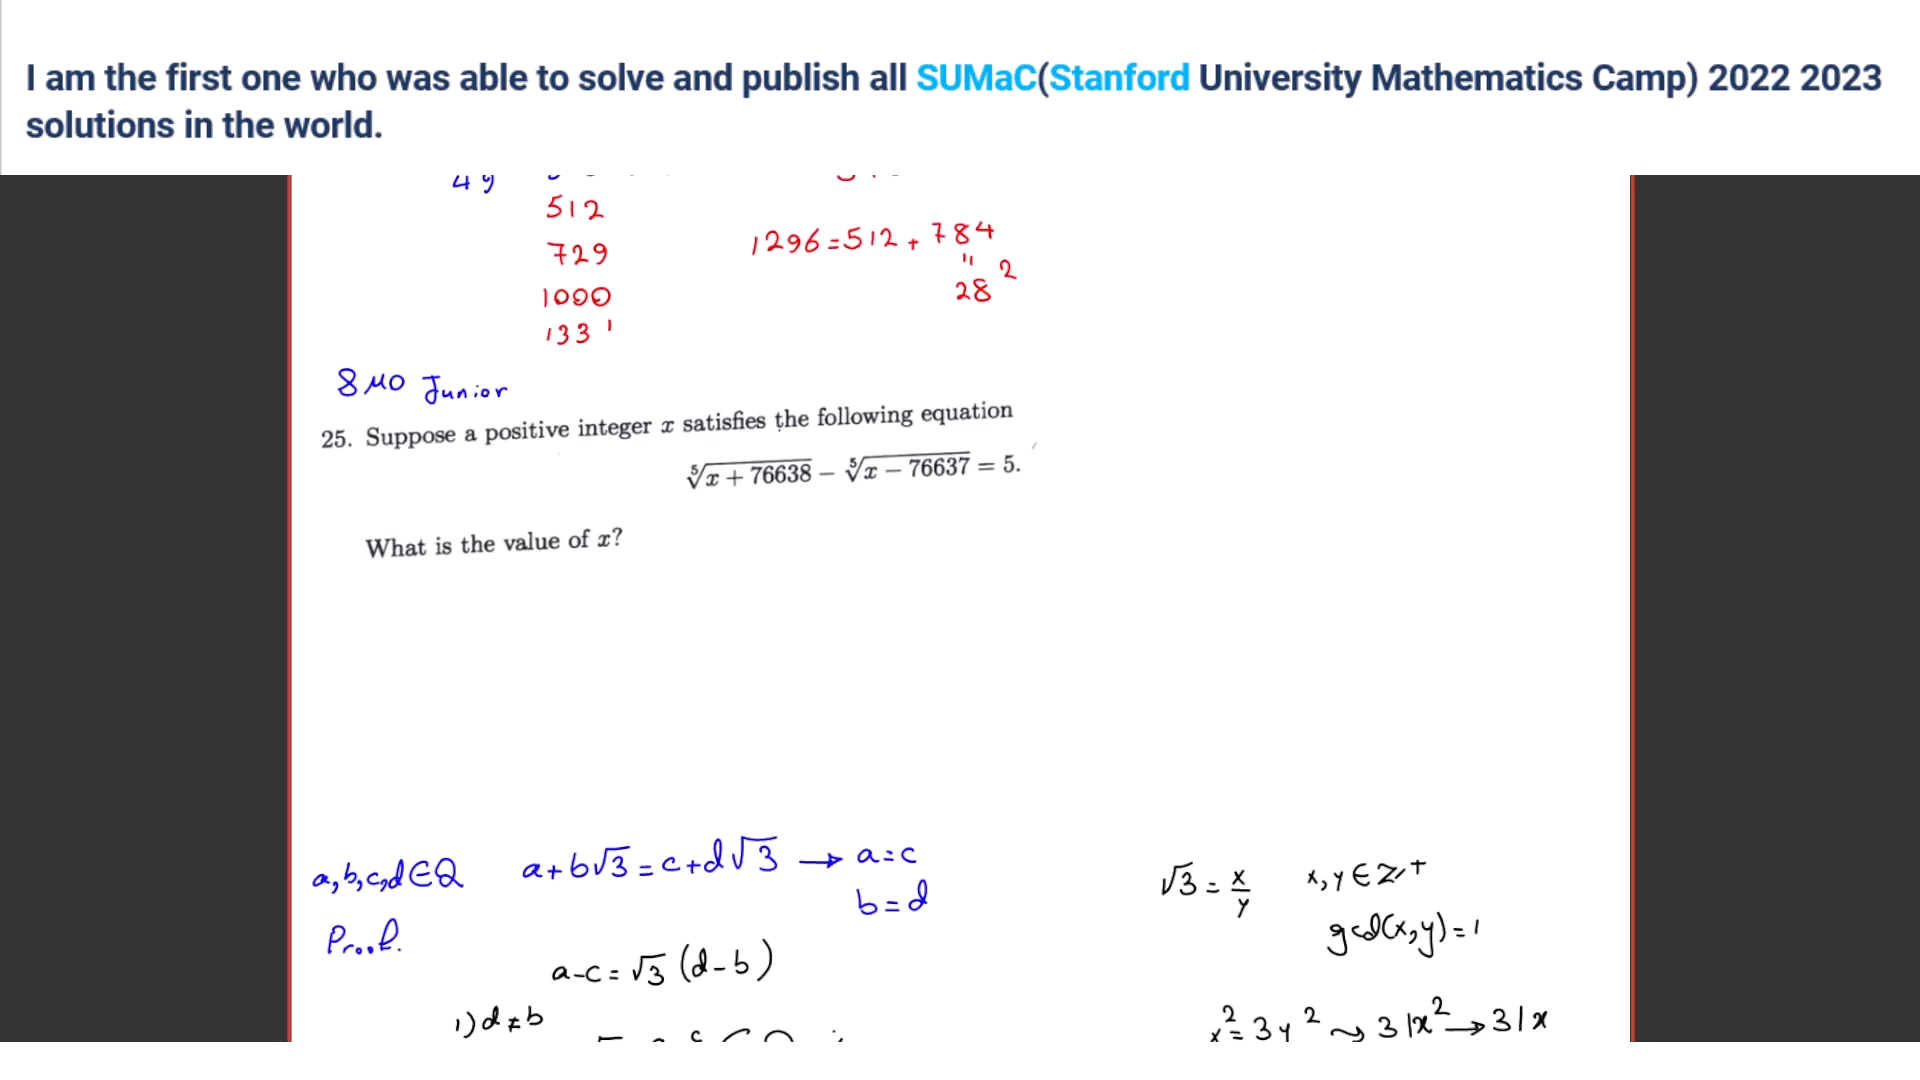 I am the first one who was able to solve and publish all SUMaC(Stanford University Mathematics Camp) 2022 2023
solutions in the world.
512
729
1000
1331
1296=512+784
"
28²
SMO Junior
25. Suppose a positive integer x satisfies the following equation
⁵√(x + 76638) − ⁵√(x − 76637) = 5.
What is the value of x?
a,b,c,d∈Q a+b√3=c+d√3 → a=c
b=d
Proof.
a-c=√3(d-b)
1) d≠b
√3=x/y x,y∈Z⁺
gcd(x,y)=1
x²=3y² ⇝ 3|x² → 3|x